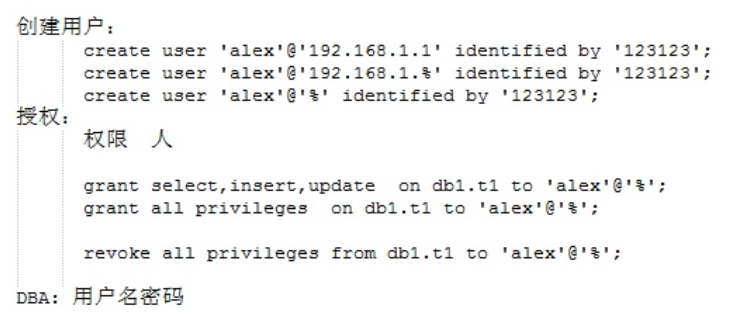 创建用户：
create user 'alex'@'192.168.1.1' identified by '123123';
create user 'alex'@'192.168.1.%' identified by '123123';
create user 'alex'@'%' identified by '123123';
授权：
权限 人
grant select,insert,update on db1.t1 to 'alex'@'%';
grant all privileges on db1.t1 to 'alex'@'%';
revoke all privileges from db1.t1 to 'alex'@'%';
DBA: 用户名密码